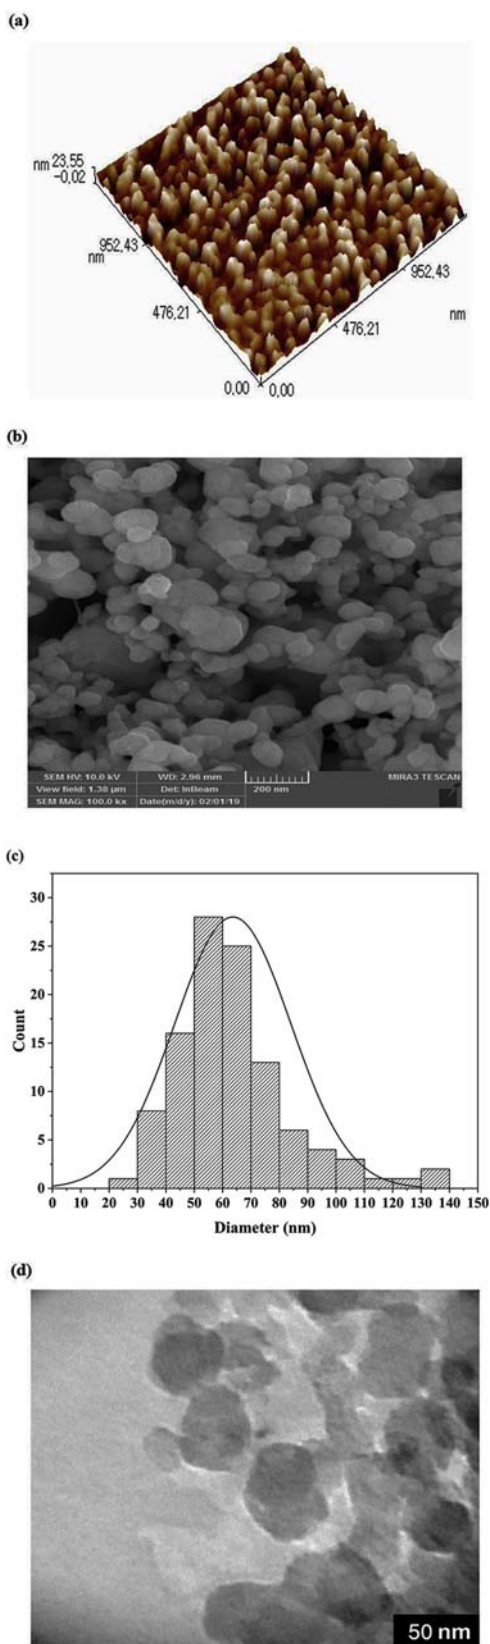 (a)
nm 23.55
-0.02
952.43
nm
476.21
0.00
0.00
476.21
952.43
nm
(b)
SEM HV: 10.0 kV
WD: 2.96 mm
MIRA3 TESCAN
View field: 1.38 µm
Det: InBeam
200 nm
SEM MAG: 100.0 kx
Date(m/d/y): 02/01/19
(c)
30
25
20
15
10
5
0
Count
0 10 20 30 40 50 60 70 80 90 100 110 120 130 140 150
Diameter (nm)
(d)
50 nm